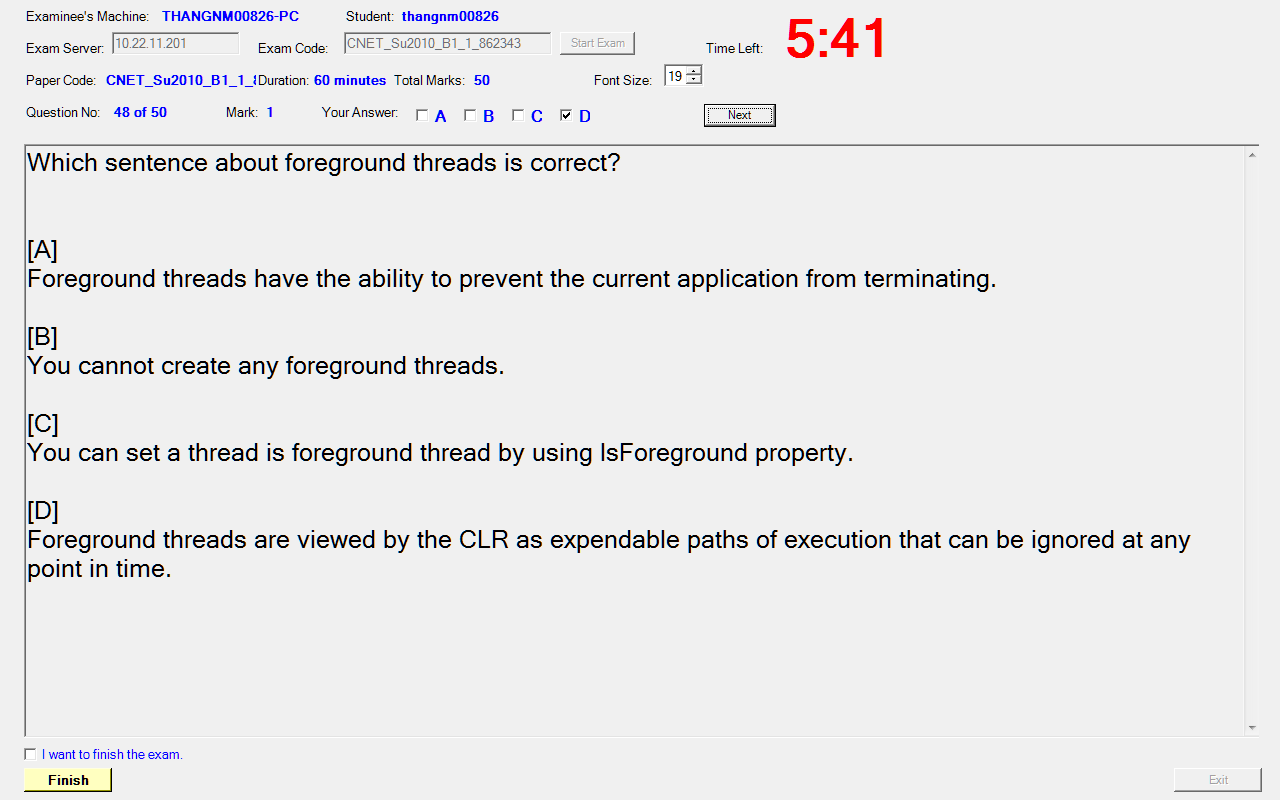 Examinee's Machine: THANGNM00826-PC Student: thangnm00826
Exam Server: 10.22.11.201 Exam Code: CNET_Su2010_B1_1_862343 Start Exam Time Left: 5:41
Paper Code: CNET_Su2010_B1_1_ Duration: 60 minutes Total Marks: 50 Font Size: 19
Question No: 48 of 50 Mark: 1 Your Answer: A B C D Next
Which sentence about foreground threads is correct?
[A]
Foreground threads have the ability to prevent the current application from terminating.
[B]
You cannot create any foreground threads.
[C]
You can set a thread is foreground thread by using IsForeground property.
[D]
Foreground threads are viewed by the CLR as expendable paths of execution that can be ignored at any
point in time.
I want to finish the exam.
Finish Exit